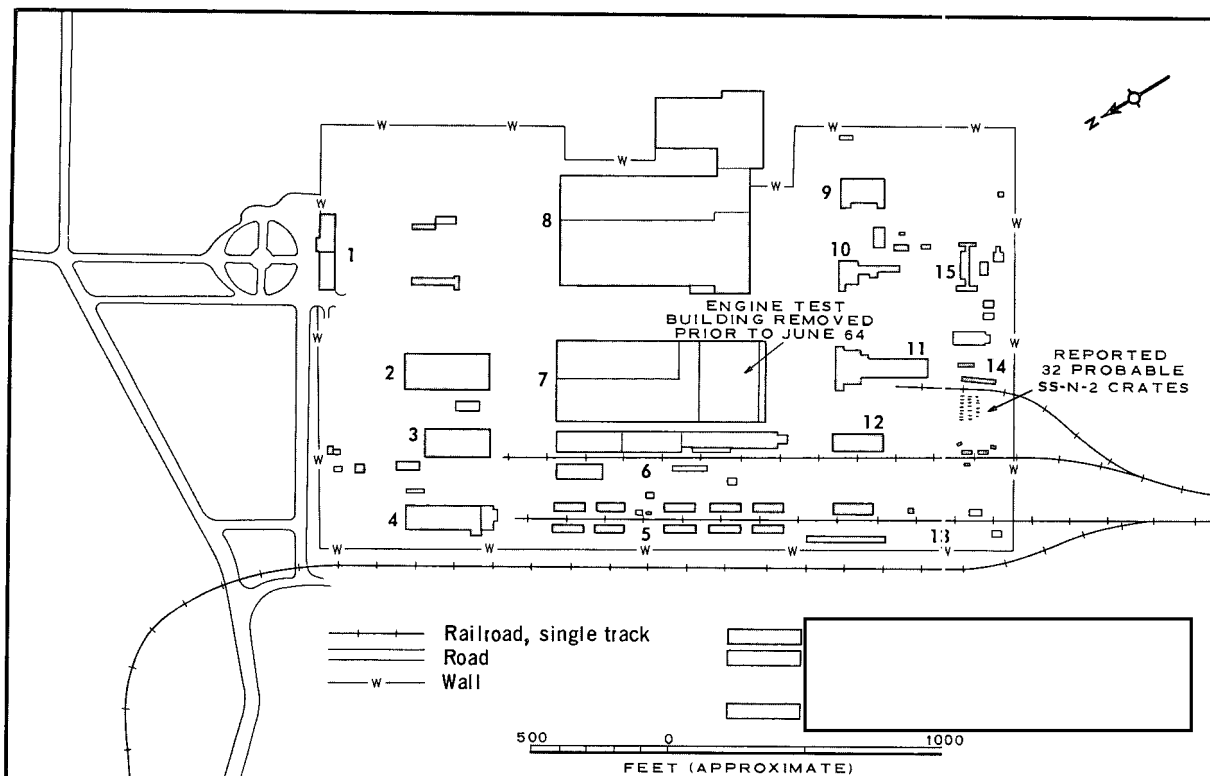 N
W
W
W
W
W
W
W
9
8
1
W
10
15
ENGINE TEST
BUILDING REMOVED
PRIOR TO JUNE 64
W
W
2
7
11
14
REPORTED
32 PROBABLE
SS-N-2 CRATES
3
12
W
6
W
4
5
13
W
W
W
W
W
Railroad, single track
Road
W
Wall
500
0
1000
FEET (APPROXIMATE)